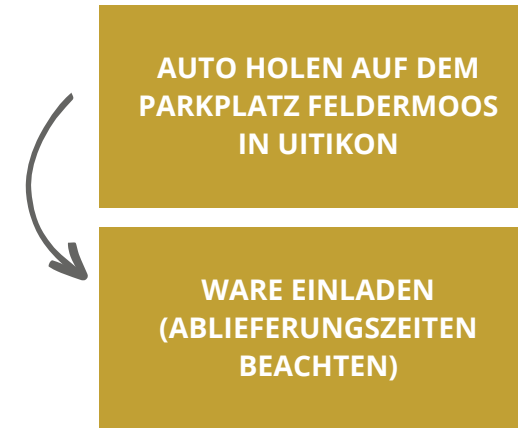 AUTO HOLEN AUF DEM
PARKPLATZ FELDERMOOS
IN UITIKON
WARE EINLADEN
(ABLIEFERUNGSZEITEN
BEACHTEN)